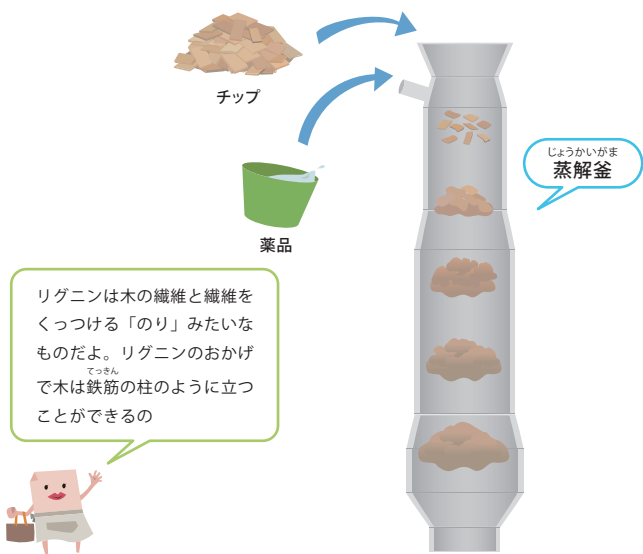 チップ
じょうかいがま
蒸解釜
薬品
リグニンは木の繊維と繊維を
くっつける「のり」みたいな
ものだよ。リグニンのおかげ
てっきん
で木は鉄筋の柱のように立つ
ことができるの